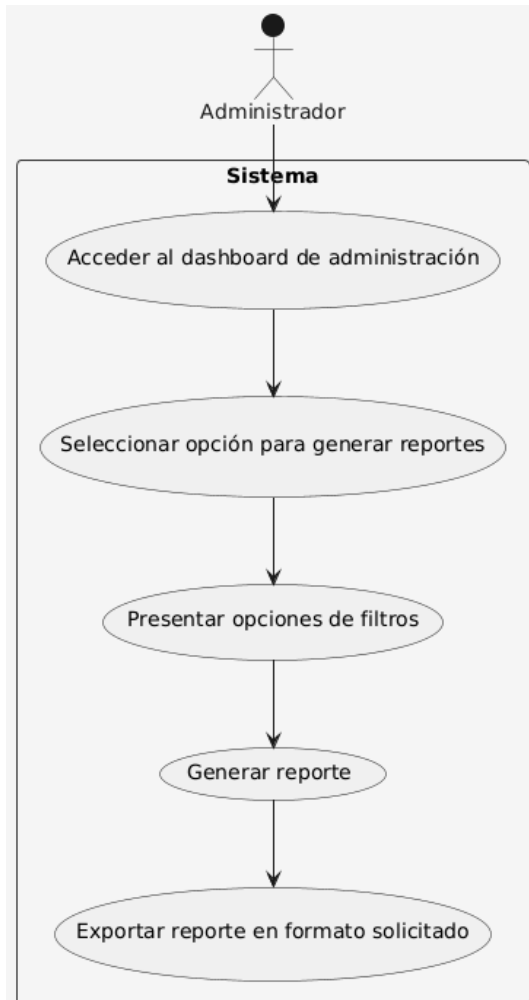 Administrador
Sistema
Acceder al dashboard de administración
Seleccionar opción para generar reportes
Presentar opciones de filtros
Generar reporte
Exportar reporte en formato solicitado